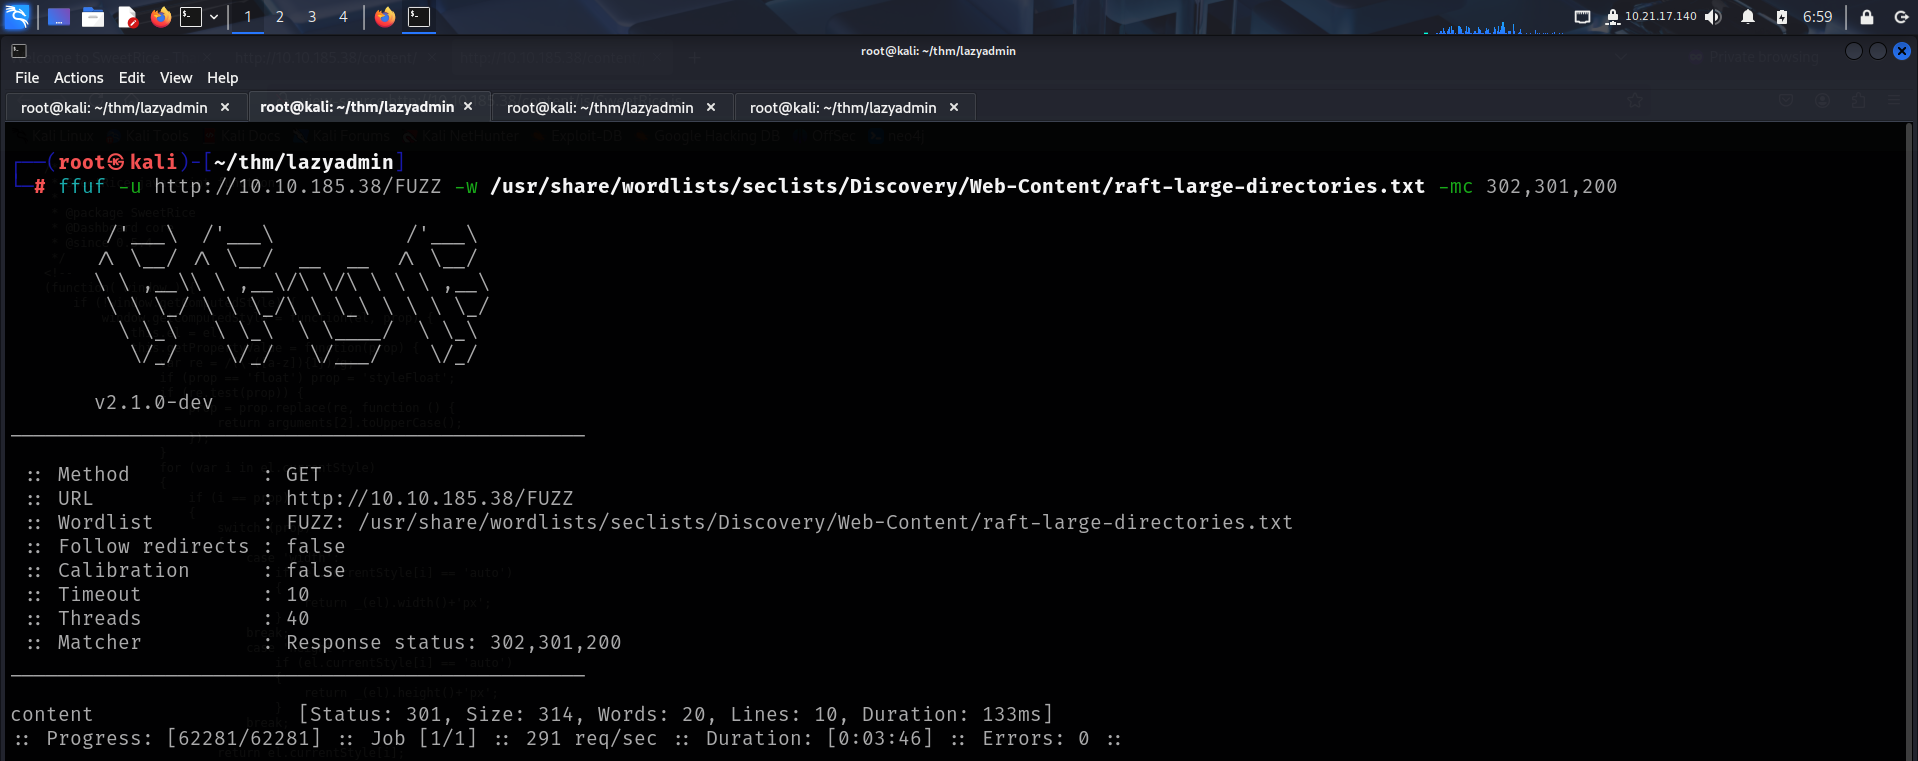 1 2 3 4 10.21.17.140 6:59
root@kali: ~/thm/lazyadmin
File Actions Edit View Help
root@kali: ~/thm/lazyadmin × root@kali: ~/thm/lazyadmin × root@kali: ~/thm/lazyadmin × root@kali: ~/thm/lazyadmin ×
┌──(root㉿kali)-[~/thm/lazyadmin]
└─# ffuf -u http://10.10.185.38/FUZZ -w /usr/share/wordlists/seclists/Discovery/Web-Content/raft-large-directories.txt -mc 302,301,200
v2.1.0-dev
:: Method : GET
:: URL : http://10.10.185.38/FUZZ
:: Wordlist : FUZZ: /usr/share/wordlists/seclists/Discovery/Web-Content/raft-large-directories.txt
:: Follow redirects : false
:: Calibration : false
:: Timeout : 10
:: Threads : 40
:: Matcher : Response status: 302,301,200
content [Status: 301, Size: 314, Words: 20, Lines: 10, Duration: 133ms]
:: Progress: [62281/62281] :: Job [1/1] :: 291 req/sec :: Duration: [0:03:46] :: Errors: 0 ::